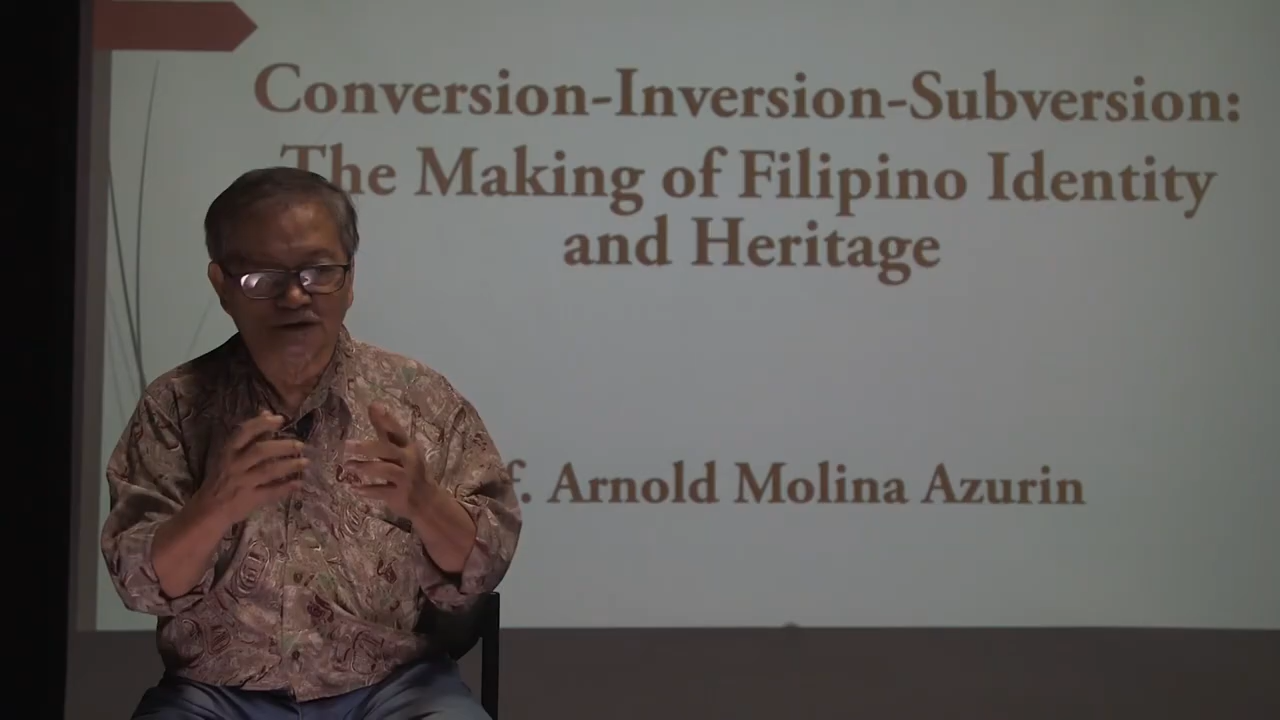 Conversion-Inversion-Subversion:
The Making of Filipino Identity
and Heritage
f. Arnold Molina Azurin